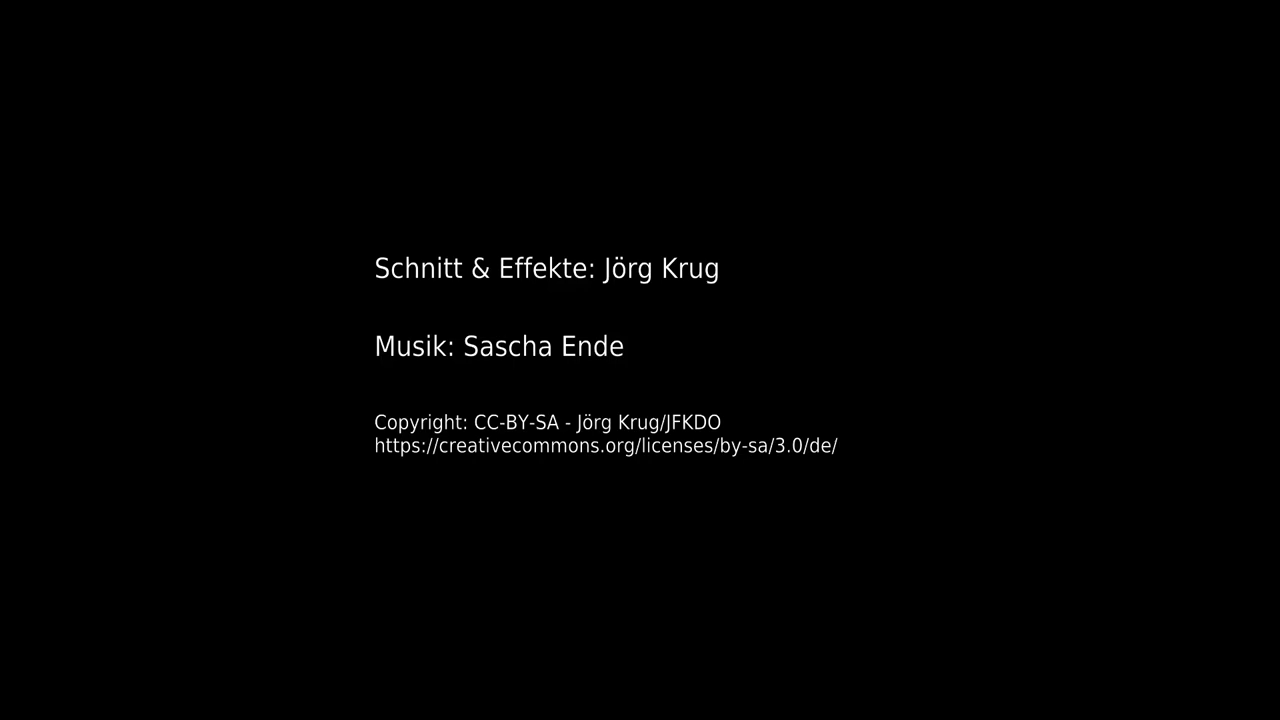 Schnitt & Effekte: Jörg Krug
Musik: Sascha Ende
Copyright: CC-BY-SA - Jörg Krug/JFKDO
https://creativecommons.org/licenses/by-sa/3.0/de/